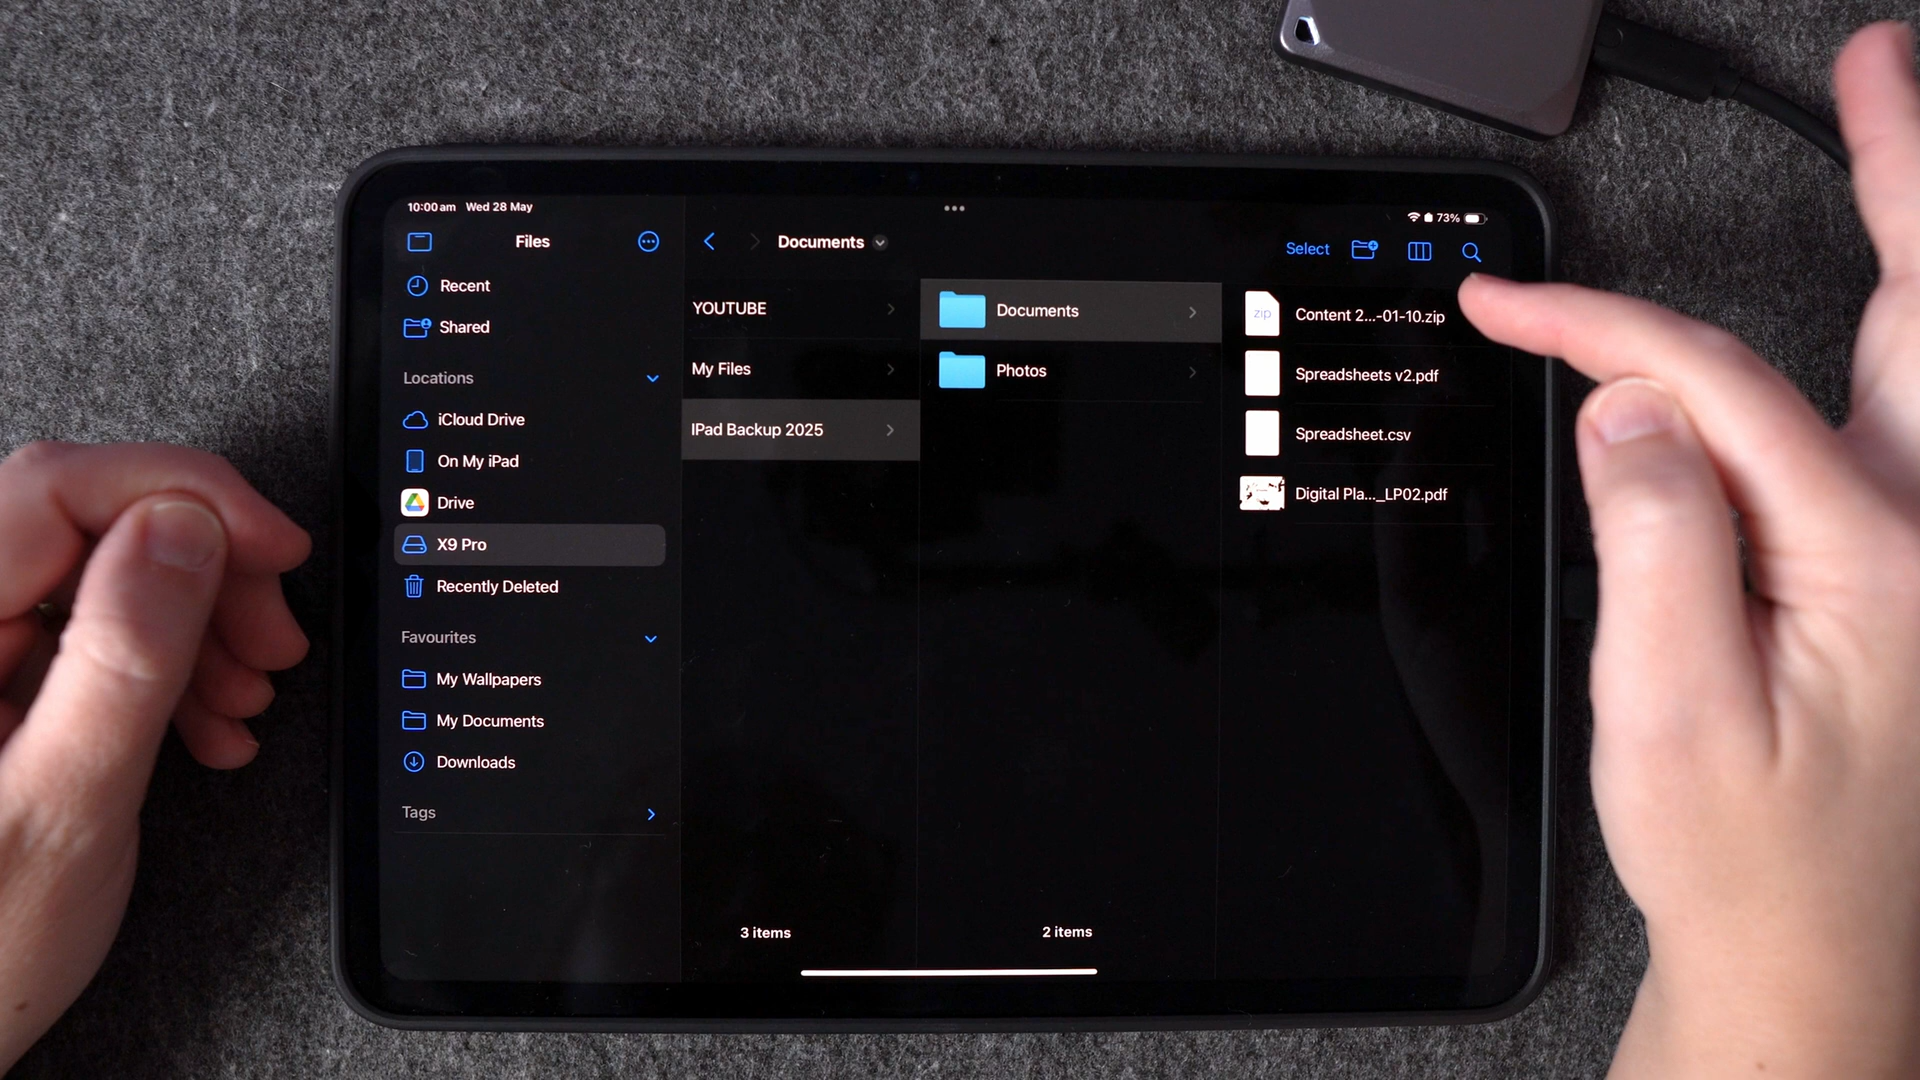 10:00 am Wed 28 May
73%
Files
Recent
Shared
Locations
iCloud Drive
On My iPad
Drive
X9 Pro
Recently Deleted
Favourites
My Wallpapers
My Documents
Downloads
Tags
Documents
Select
YOUTUBE
My Files
IPad Backup 2025
3 items
Documents
Photos
2 items
zip
Content 2...-01-10.zip
Spreadsheets v2.pdf
Spreadsheet.csv
Digital Pla..._LP02.pdf